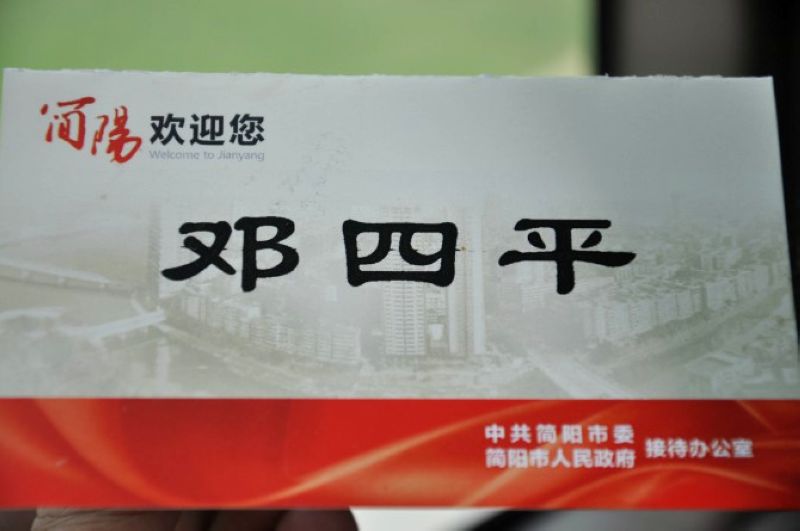 简陽 欢迎您
Welcome to Jianyang
邓四平
中共简阳市委
简阳市人民政府 接待办公室